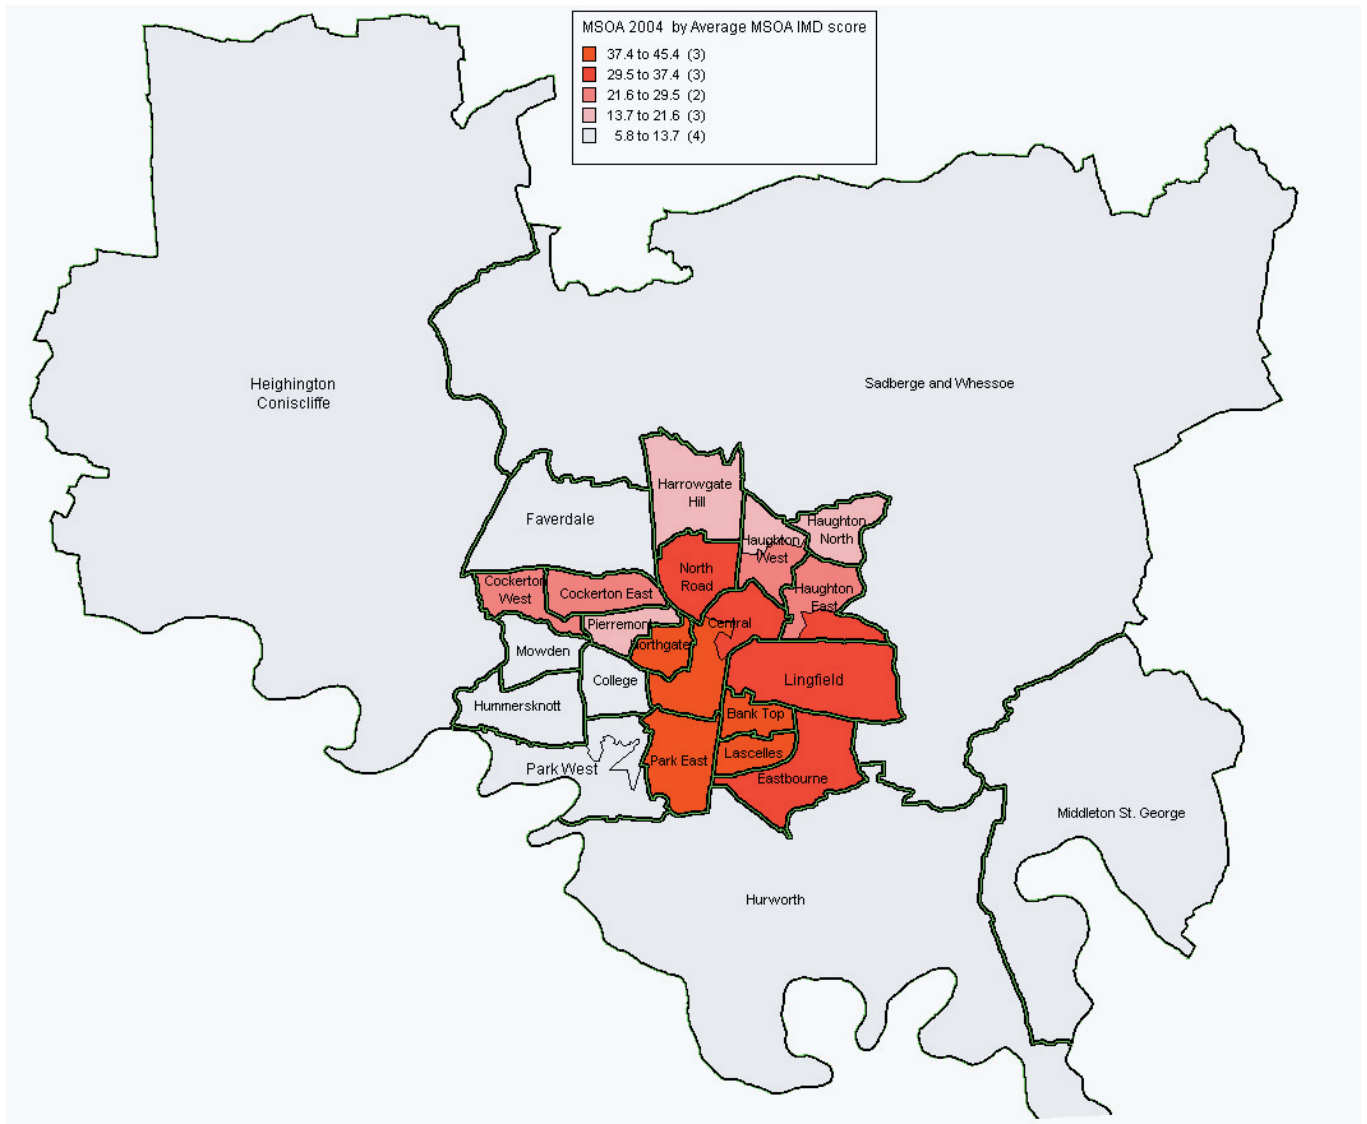 MSOA 2004 by Average MSOA IMD score
37.4 to 45.4 (3)
29.5 to 37.4 (3)
21.6 to 29.5 (2)
13.7 to 21.6 (3)
5.8 to 13.7 (4)
Heighington
Coniscliffe
Sadberge and Whessoe
Harrowgate
Hill
Faverdale
Haughton
North
Haughton
West
North
Road
Cockerton
West
Cockerton East
Haughton
East
Pierremont
Central
Northgate
Mowden
College
Lingfield
Hummersknott
Bank Top
Lascelles
Park East
Park West
Eastbourne
Middleton St. George
Hurworth